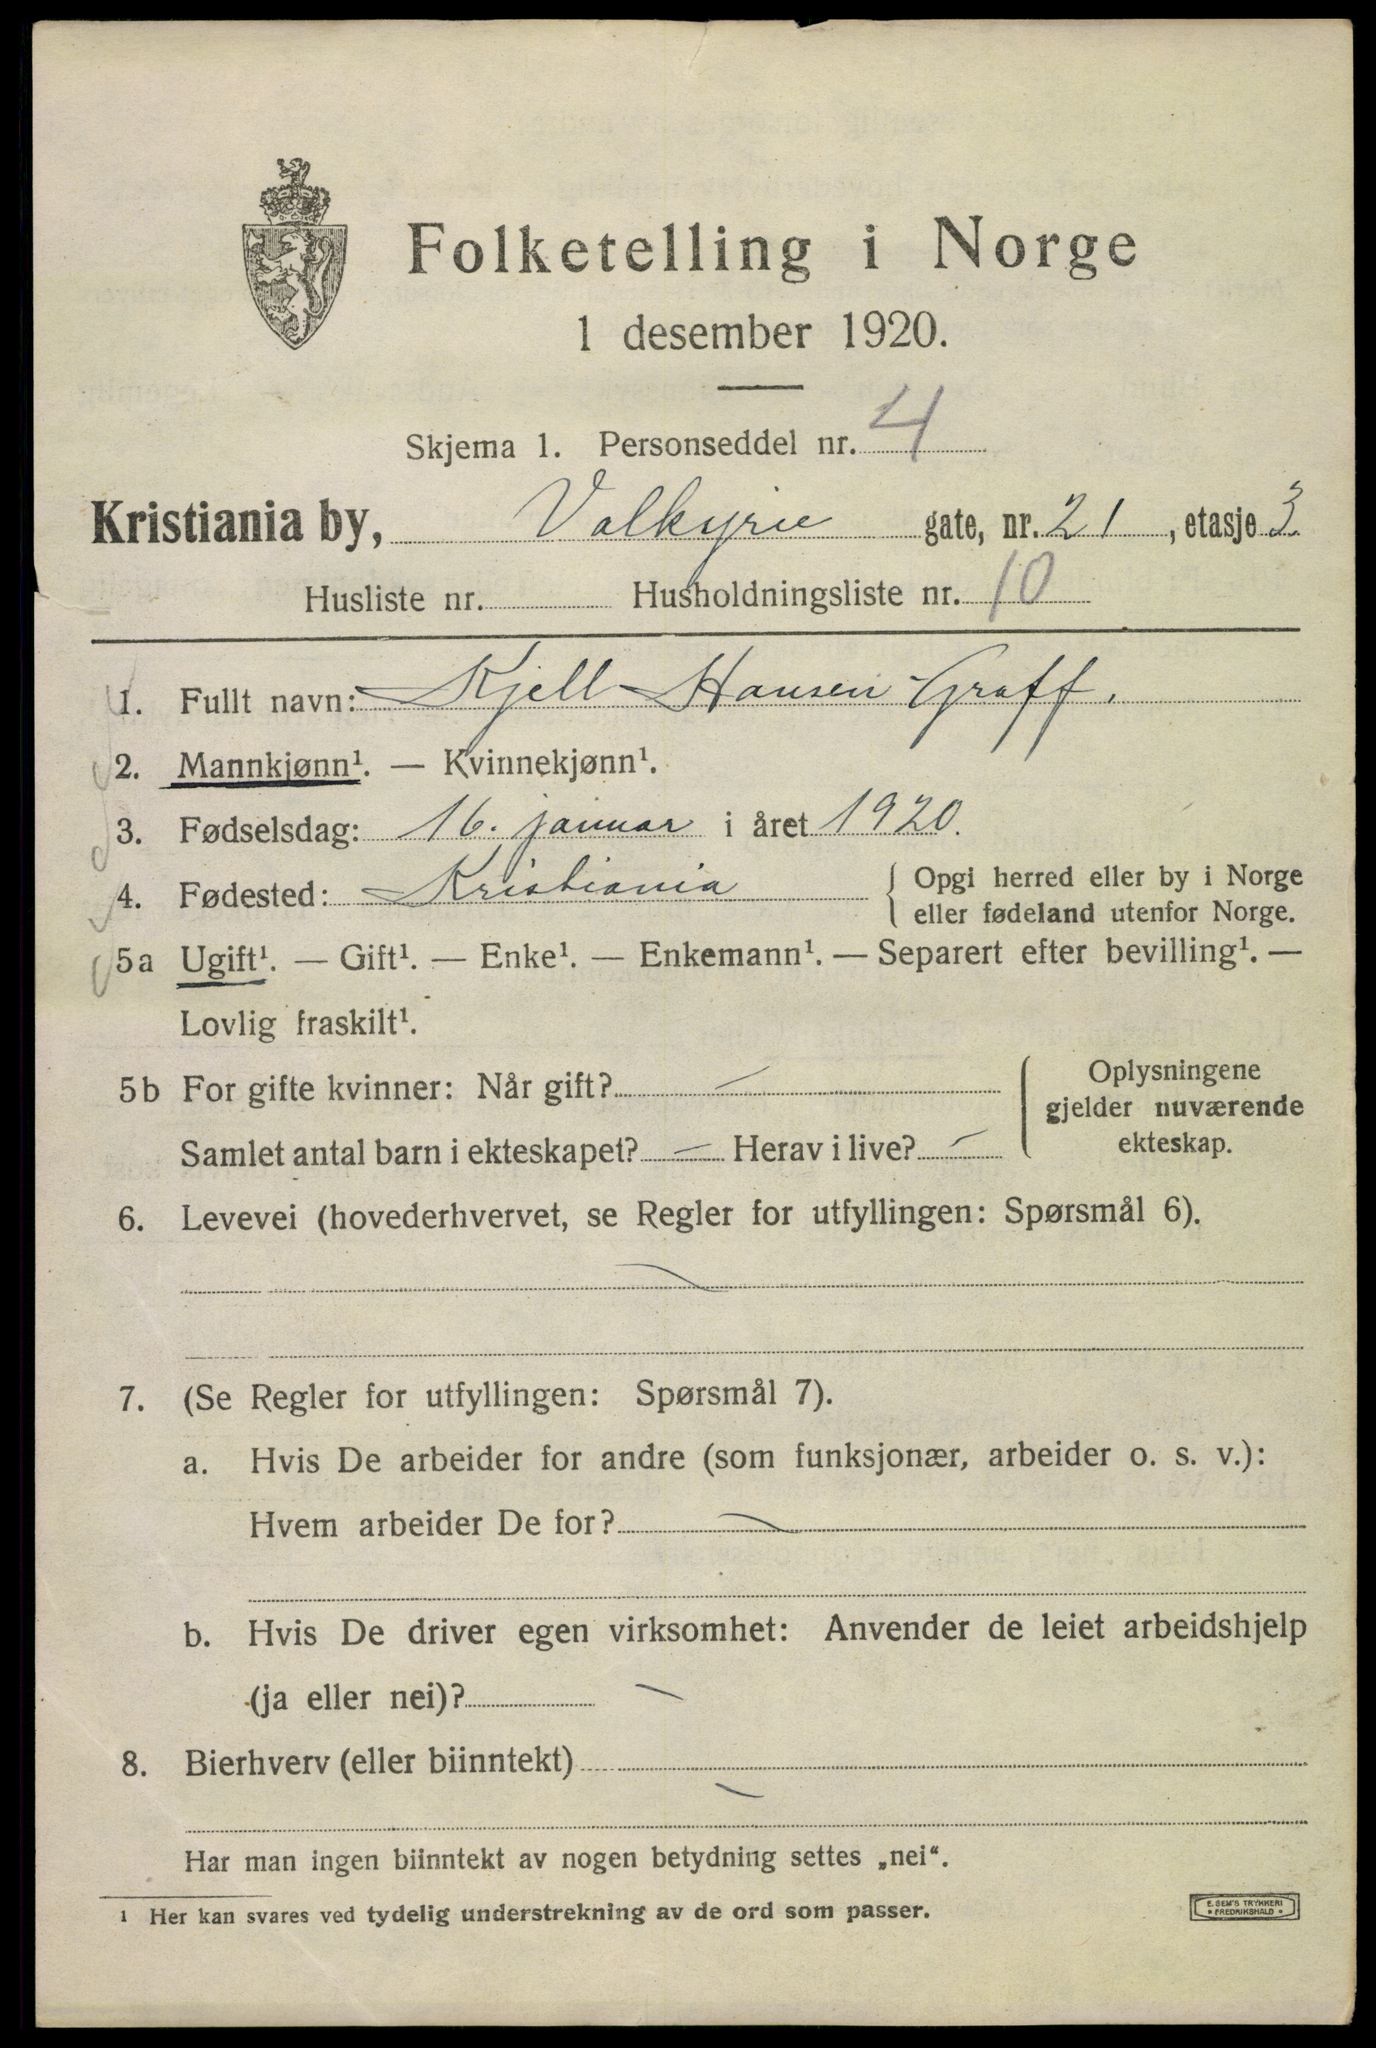 Folketelling i Norge
1 desember 1920.
Skjema 1. Personseddel nr. 4
Kristiania by, Valkyrie gate, nr. 21, etasje 3.
Husliste nr. Husholdningsliste nr. 10
1. Fullt navn: Kjell Hansen Graff.
2. Mannkjønn¹. — Kvinnekjønn¹.
3. Fødselsdag: 16. januar i året 1920.
4. Fødested: Kristiania { Opgi herred eller by i Norge
eller fødeland utenfor Norge.
5a Ugift¹. — Gift¹. — Enke¹. — Enkemann¹. — Separert efter bevilling¹. —
Lovlig fraskilt¹.
5b For gifte kvinner: Når gift? — { Oplysningene
gjelder nuværende
Samlet antal barn i ekteskapet? — Herav i live? — ekteskap.
6. Levevei (hovederhvervet, se Regler for utfyllingen: Spørsmål 6).
—
7. (Se Regler for utfyllingen: Spørsmål 7).
a. Hvis De arbeider for andre (som funksjonær, arbeider o. s. v.):
Hvem arbeider De for? —
b. Hvis De driver egen virksomhet: Anvender de leiet arbeidshjelp
(ja eller nei)? —
8. Bierhverv (eller biinntekt)
—
Har man ingen biinntekt av nogen betydning settes „nei“.
¹ Her kan svares ved tydelig understrekning av de ord som passer.
E. SEM'S TRYKKERI
* FREDRIKSHALD *